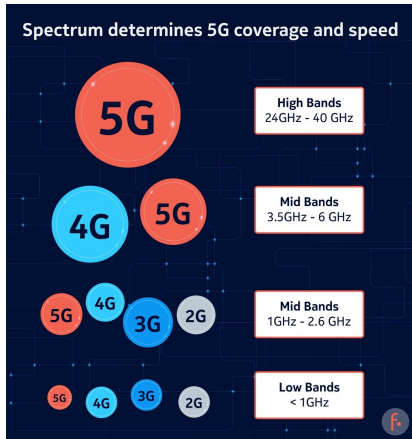 Spectrum determines 5G coverage and speed
5G
High Bands
24GHz - 40 GHz
4G
5G
Mid Bands
3.5GHz - 6 GHz
5G
4G
3G
2G
Mid Bands
1GHz - 2.6 GHz
5G
4G
3G
2G
Low Bands
< 1GHz
f.